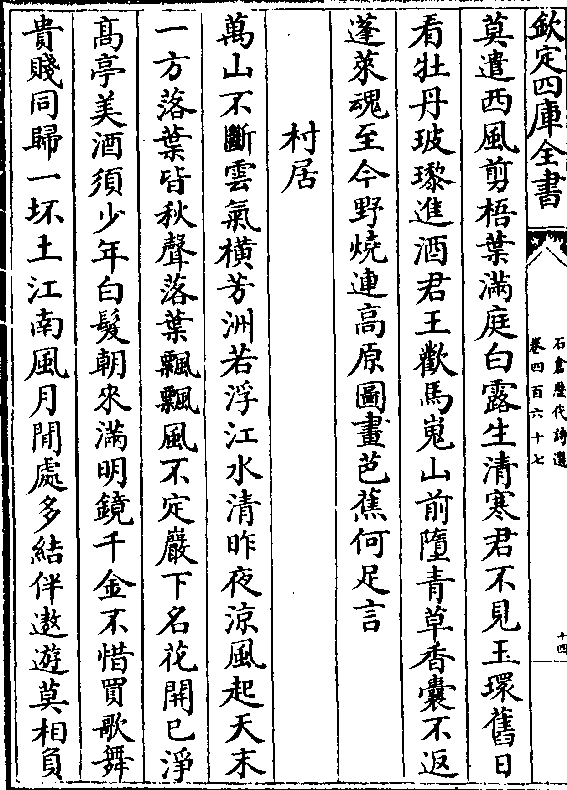 欽定四庫全書
石倉歴代詩選
卷四百六十七
十四
莫遣西風剪梧葉滿庭白露生清寒君不見玉環舊日
看牡丹玻瓈進酒君王歡馬嵬山前墮青草香囊不返
蓬萊魂至今野燒連高原圖畫芭蕉何足言
村居
萬山不斷雲氣橫芳洲若浮江水清昨夜涼風起天末
一方落葉皆秋聲落葉飄飄風不定巖下名花開已淨
髙亭美酒須少年白髪朝來滿明鏡千金不惜買歌舞
貴賤同歸一抔土江南風月閒處多結伴遨遊莫相負